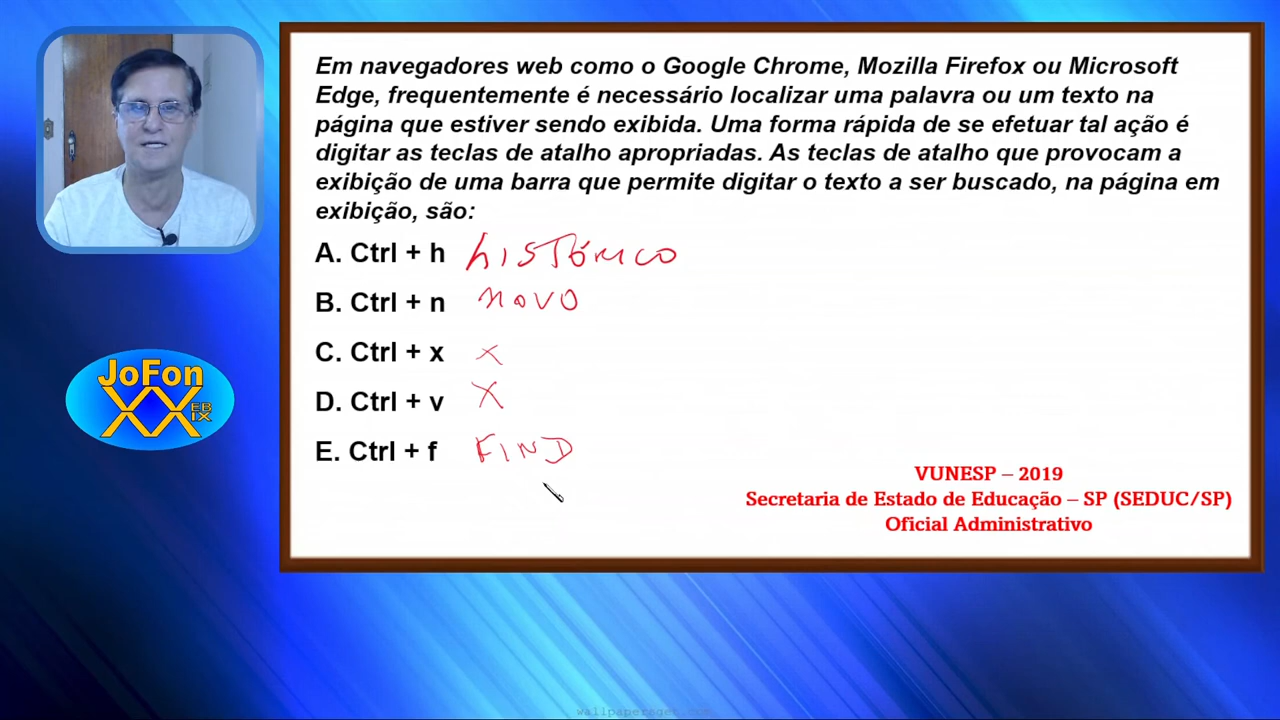 Em navegadores web como o Google Chrome, Mozilla Firefox ou Microsoft
Edge, frequentemente é necessário localizar uma palavra ou um texto na
página que estiver sendo exibida. Uma forma rápida de se efetuar tal ação é
digitar as teclas de atalho apropriadas. As teclas de atalho que provocam a
exibição de uma barra que permite digitar o texto a ser buscado, na página em
exibição, são:
A. Ctrl + h histórico
B. Ctrl + n novo
C. Ctrl + x x
D. Ctrl + v X
E. Ctrl + f FIND
JoFon
XX
EB
IX
VUNESP – 2019
Secretaria de Estado de Educação – SP (SEDUC/SP)
Oficial Administrativo